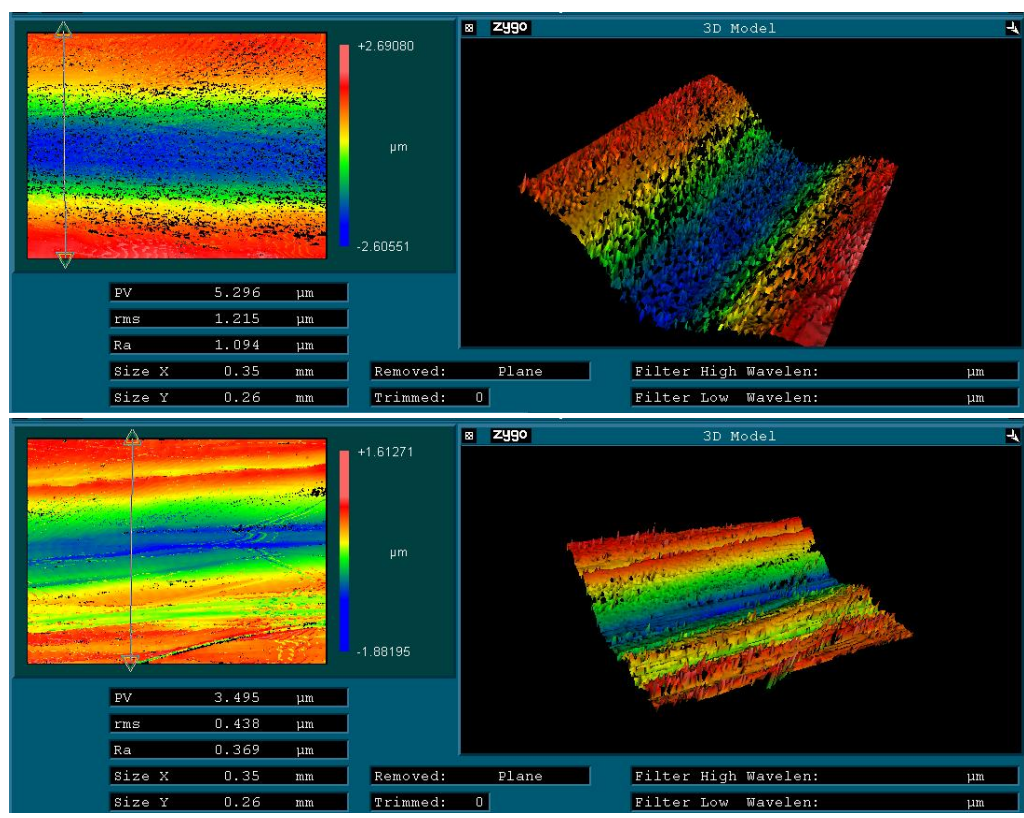 zygo 3D Model
+2.69080
µm
-2.60551
PV 5.296 µm
rms 1.215 µm
Ra 1.094 µm
Size X 0.35 mm Removed: Plane Filter High Wavelen: µm
Size Y 0.26 mm Trimmed: 0 Filter Low Wavelen: µm
zygo 3D Model
+1.61271
µm
-1.88195
PV 3.495 µm
rms 0.438 µm
Ra 0.369 µm
Size X 0.35 mm Removed: Plane Filter High Wavelen: µm
Size Y 0.26 mm Trimmed: 0 Filter Low Wavelen: µm